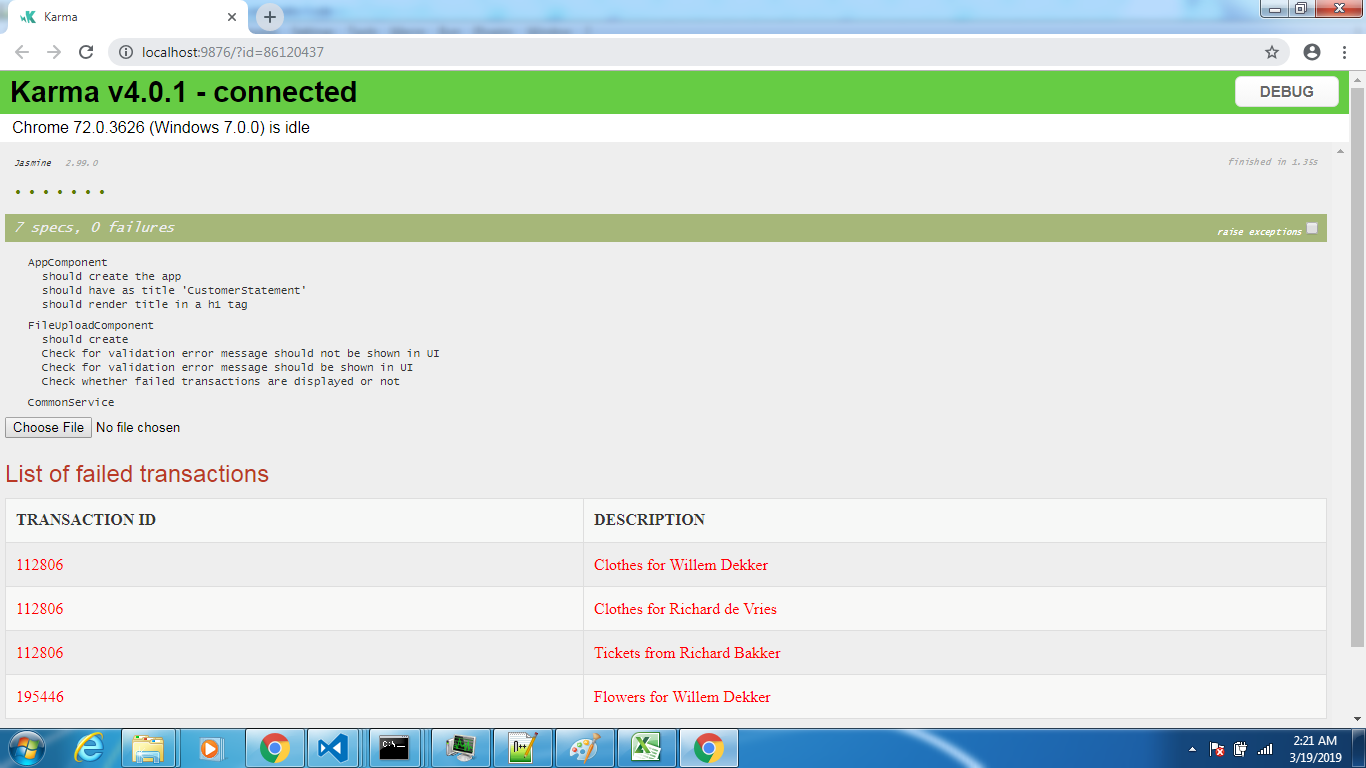 Karma
localhost:9876/?id=86120437
Karma v4.0.1 - connected
DEBUG
Chrome 72.0.3626 (Windows 7.0.0) is idle
Jasmine 2.99.0
finished in 1.35s
7 specs, 0 failures
raise exceptions
AppComponent
should create the app
should have as title 'CustomerStatement'
should render title in a h1 tag
FileUploadComponent
should create
Check for validation error message should not be shown in UI
Check for validation error message should be shown in UI
Check whether failed transactions are displayed or not
CommonService
Choose File No file chosen
List of failed transactions
TRANSACTION ID DESCRIPTION
112806 Clothes for Willem Dekker
112806 Clothes for Richard de Vries
112806 Tickets from Richard Bakker
195446 Flowers for Willem Dekker
2:21 AM
3/19/2019